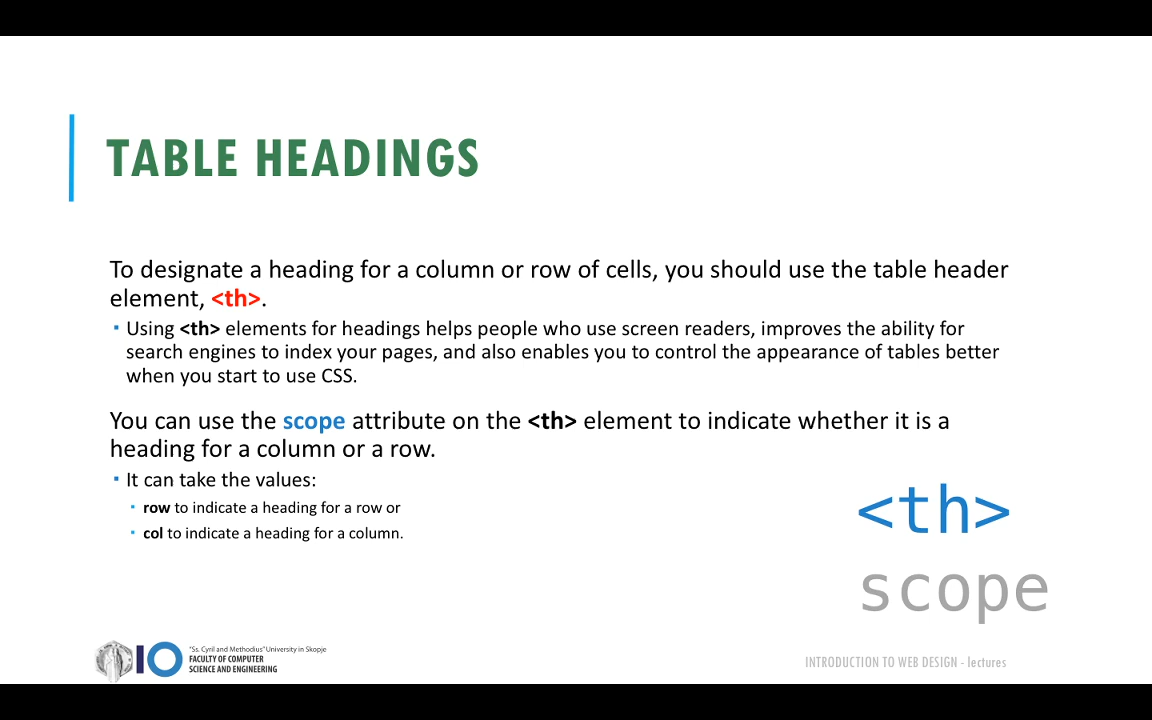 TABLE HEADINGS
To designate a heading for a column or row of cells, you should use the table header
element, <th>.
▪ Using <th> elements for headings helps people who use screen readers, improves the ability for
search engines to index your pages, and also enables you to control the appearance of tables better
when you start to use CSS.
You can use the scope attribute on the <th> element to indicate whether it is a
heading for a column or a row.
▪ It can take the values:
▪ row to indicate a heading for a row or
▪ col to indicate a heading for a column.
<th>
scope
"Ss. Cyril and Methodius" University in Skopje
FACULTY OF COMPUTER
SCIENCE AND ENGINEERING
INTRODUCTION TO WEB DESIGN - lectures